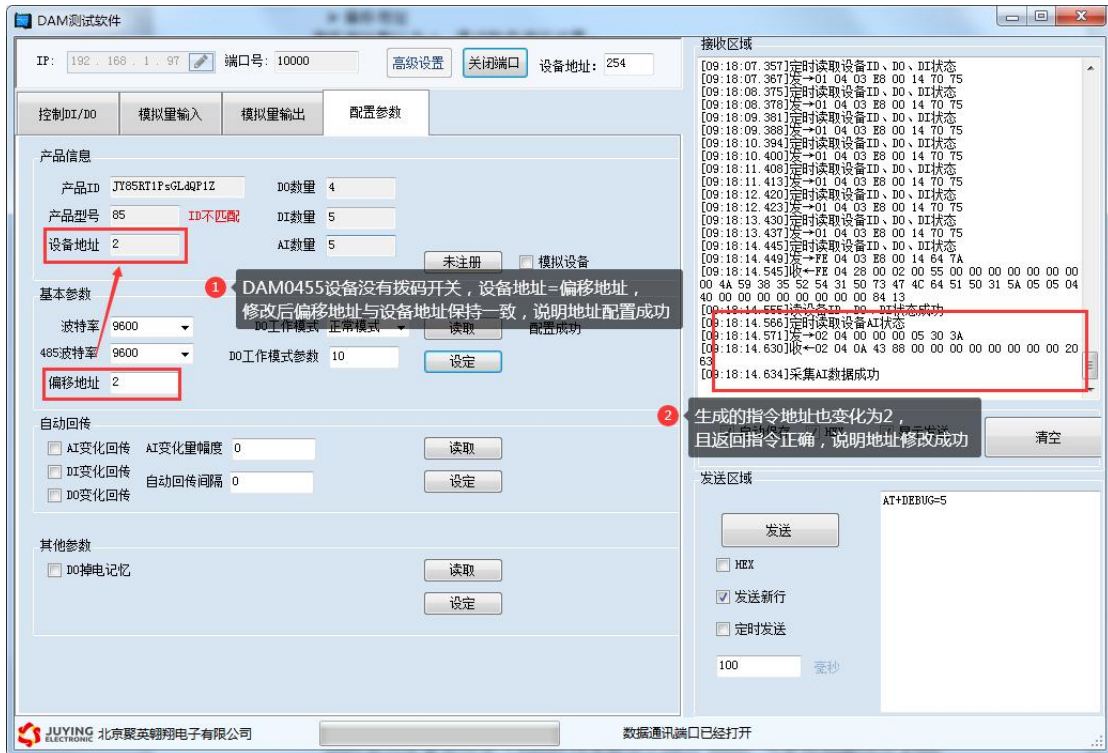 DAM测试软件
IP: 192 . 168 . 1 . 97 端口号: 10000 高级设置 关闭端口 设备地址: 254
控制DI/DO 模拟量输入 模拟量输出 配置参数
产品信息
产品ID JY85RT1PsGLdQP1Z DO数量 4
产品型号 85 ID不匹配 DI数量 5
设备地址 2 AI数量 5
未注册 模拟设备
1 DAM0455设备没有拨码开关，设备地址=偏移地址，
修改后偏移地址与设备地址保持一致，说明地址配置成功
基本参数
波特率 9600 DO工作模式 正常模式 读取 配置成功
485波特率 9600 DO工作模式参数 10 设定
偏移地址 2
自动回传
AI变化回传 AI变化量幅度 0 读取
DI变化回传 自动回传间隔 0 设定
DO变化回传
其他参数
DO掉电记忆 读取
设定
接收区域
[09:18:07.357]定时读取设备ID、DO、DI状态
[09:18:07.367]发→01 04 03 E8 00 14 70 75
[09:18:08.375]定时读取设备ID、DO、DI状态
[09:18:08.378]发→01 04 03 E8 00 14 70 75
[09:18:09.381]定时读取设备ID、DO、DI状态
[09:18:09.388]发→01 04 03 E8 00 14 70 75
[09:18:10.394]定时读取设备ID、DO、DI状态
[09:18:10.400]发→01 04 03 E8 00 14 70 75
[09:18:11.408]定时读取设备ID、DO、DI状态
[09:18:11.413]发→01 04 03 E8 00 14 70 75
[09:18:12.420]定时读取设备ID、DO、DI状态
[09:18:12.423]发→01 04 03 E8 00 14 70 75
[09:18:13.430]定时读取设备ID、DO、DI状态
[09:18:13.437]发→01 04 03 E8 00 14 70 75
[09:18:14.445]定时读取设备ID、DO、DI状态
[09:18:14.449]发→FE 04 03 E8 00 14 64 7A
[09:18:14.545]收←FE 04 28 00 02 00 55 00 00 00 00 00 00
00 4A 59 38 35 52 54 31 50 73 47 4C 64 51 50 31 5A 05 05 04
40 00 00 00 00 00 00 00 84 13
[09:18:14.555]读设备ID、DO、DI状态成功
[09:18:14.566]定时读取设备AI状态
[09:18:14.571]发→02 04 00 00 00 05 30 3A
[09:18:14.630]收←02 04 0A 43 88 00 00 00 00 00 00 00 00 20
63
[09:18:14.634]采集AI数据成功
2 生成的指令地址也变化为2，
且返回指令正确，说明地址修改成功
清空
发送区域
AT+DEBUG=5
发送
HEX
发送新行
定时发送
100 毫秒
JUYING ELECTRONIC 北京聚英翱翔电子有限公司 数据通讯端口已经打开